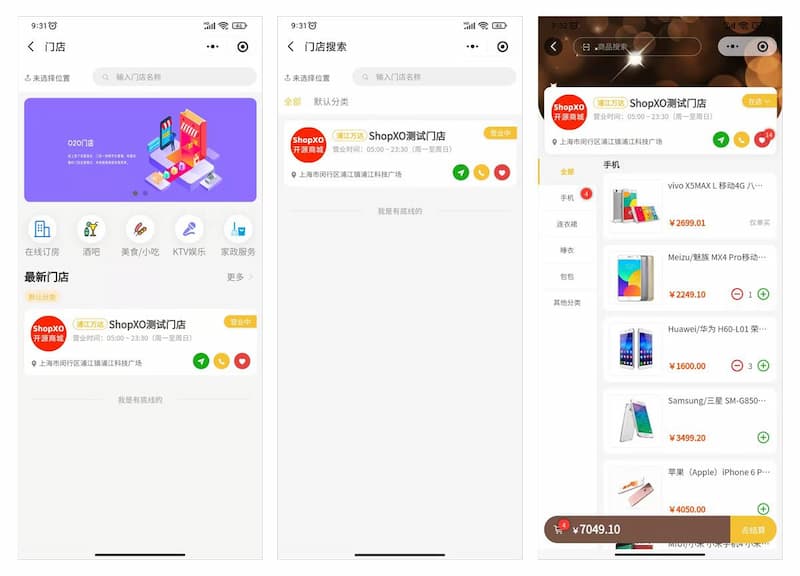 9:31
门店
未选择位置
输入门店名称
O2O门店
在线订房
酒吧
美食/小吃
KTV娱乐
家政服务
最新门店
更多
默认分类
ShopXO
开源商城
浦江万达
ShopXO测试门店
营业中
营业时间：05:00 ~ 23:30（周一至周日）
上海市闵行区浦江镇浦江科技广场
我是有底线的
9:31
门店搜索
未选择位置
输入门店名称
全部
默认分类
ShopXO
开源商城
浦江万达
ShopXO测试门店
营业中
营业时间：05:00 ~ 23:30（周一至周日）
上海市闵行区浦江镇浦江科技广场
我是有底线的
9:32
商品搜索
ShopXO
开源商城
浦江万达
ShopXO测试门店
在店
营业时间：05:00 ~ 23:30（周一至周日）
上海市闵行区浦江镇浦江科技广场
14
全部
手机
4
连衣裙
睡衣
包包
其他分类
手机
vivo X5MAX L 移动4G 八…
￥2699.01
仅单买
Meizu/魅族 MX4 Pro移动…
￥2249.10
1
Huawei/华为 H60-L01 荣…
￥1600.00
3
Samsung/三星 SM-G850…
￥3499.20
苹果（Apple）iPhone 6 P…
￥4050.00
4
￥7049.10
去结算